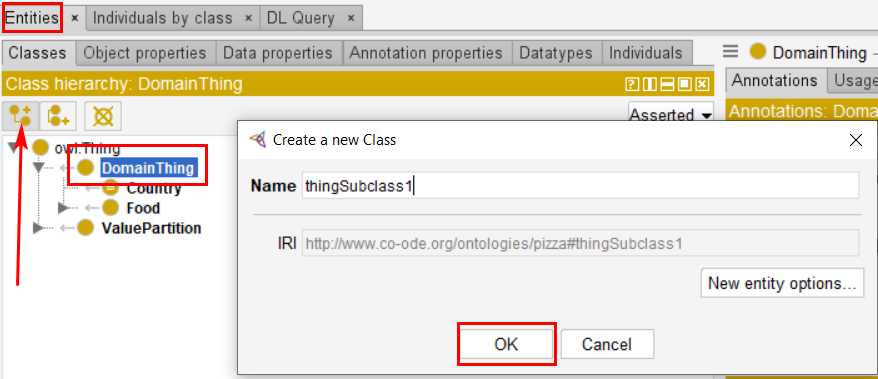 Entities × Individuals by class × DL Query ×
Classes Object properties Data properties Annotation properties Datatypes Individuals
DomainThing
Class hierarchy: DomainThing
Annotations Usage
Asserted
Annotations: Doma
owl:Thing
DomainThing
Country
Food
ValuePartition
Create a new Class
Name thingSubclass1
IRI http://www.co-ode.org/ontologies/pizza#thingSubclass1
New entity options...
OK Cancel